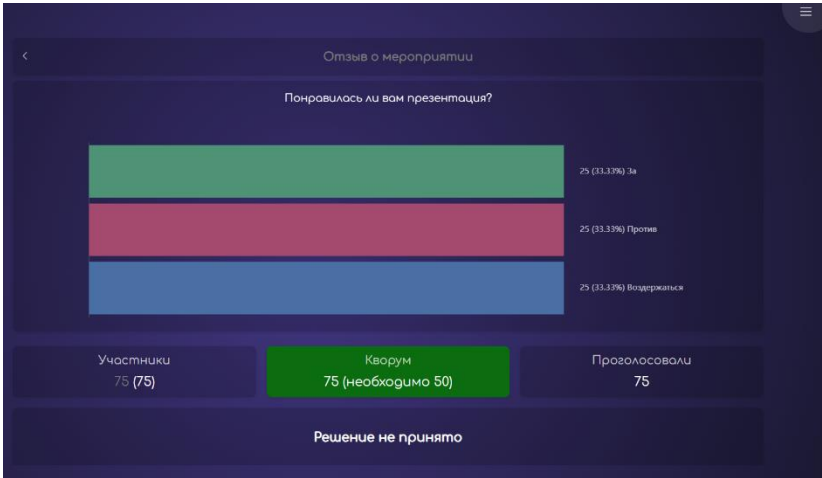 Отзыв о мероприятии
Понравилась ли вам презентация?
25 (33.33%) За
25 (33.33%) Против
25 (33.33%) Воздержаться
Участники
75 (75)
Кворум
75 (необходимо 50)
Проголосовали
75
Решение не принято